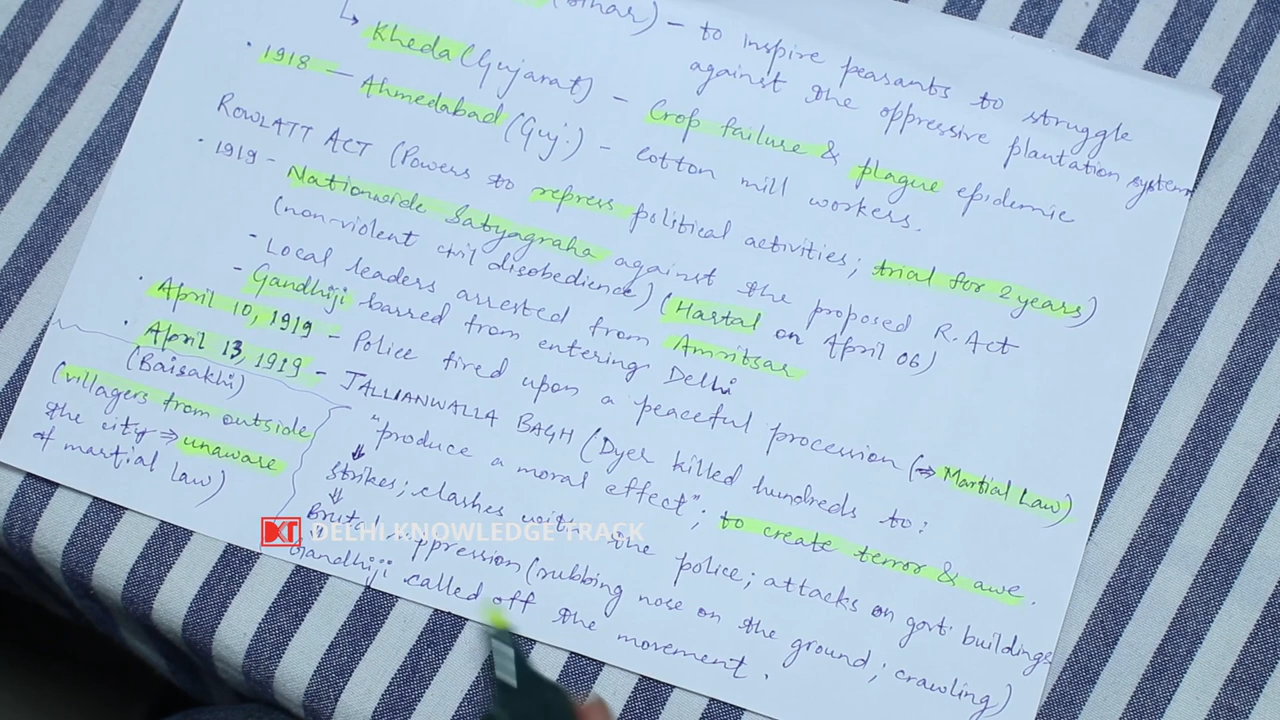 (Bihar) – to inspire peasants to struggle
against the oppressive plantation system
↳ Kheda (Gujarat) – Crop failure & plague epidemic
• 1918 — Ahmedabad (Guj.) – cotton mill workers.
ROWLATT ACT (Powers to repress political activities; trial for 2 years)
• 1919 – Nationwide Satyagraha against the proposed R. Act
(non-violent civil disobedience) (Hartal on April 06)
- Local leaders arrested from Amritsar
- Gandhiji barred from entering Delhi
• April 10, 1919 – Police fired upon a peaceful procession (⇒ Martial Law)
• April 13, 1919 – JALLIANWALLA BAGH (Dyer killed hundreds to:
(Baisakhi)
"produce a moral effect"; to create terror & awe.
(villagers from outside
the city ⇒ unaware
of martial law)
⇓
Strikes; clashes with the police; attacks on govt. buildings
⇓
Brutal ppression (rubbing nose on the ground; crawling)
Gandhiji called off the movement.
DKT DELHI KNOWLEDGE TRACK